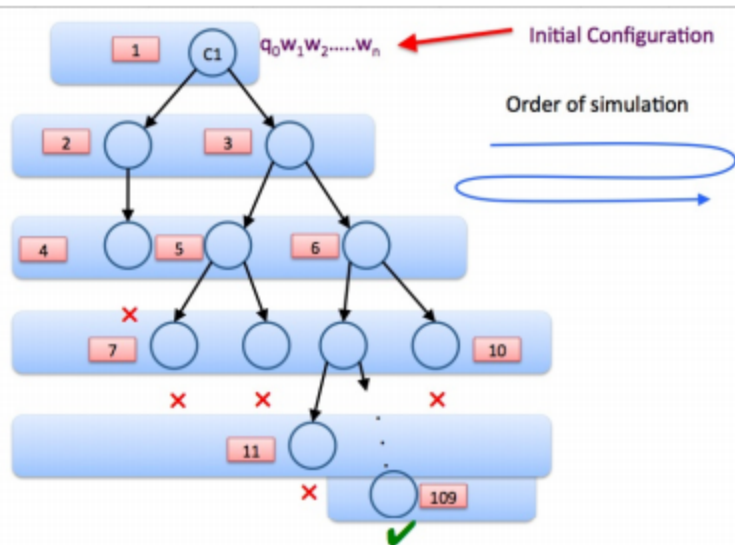 1
C1
q₀w₁w₂.....wₙ
Initial Configuration
Order of simulation
2
3
4
5
6
7
10
11
109